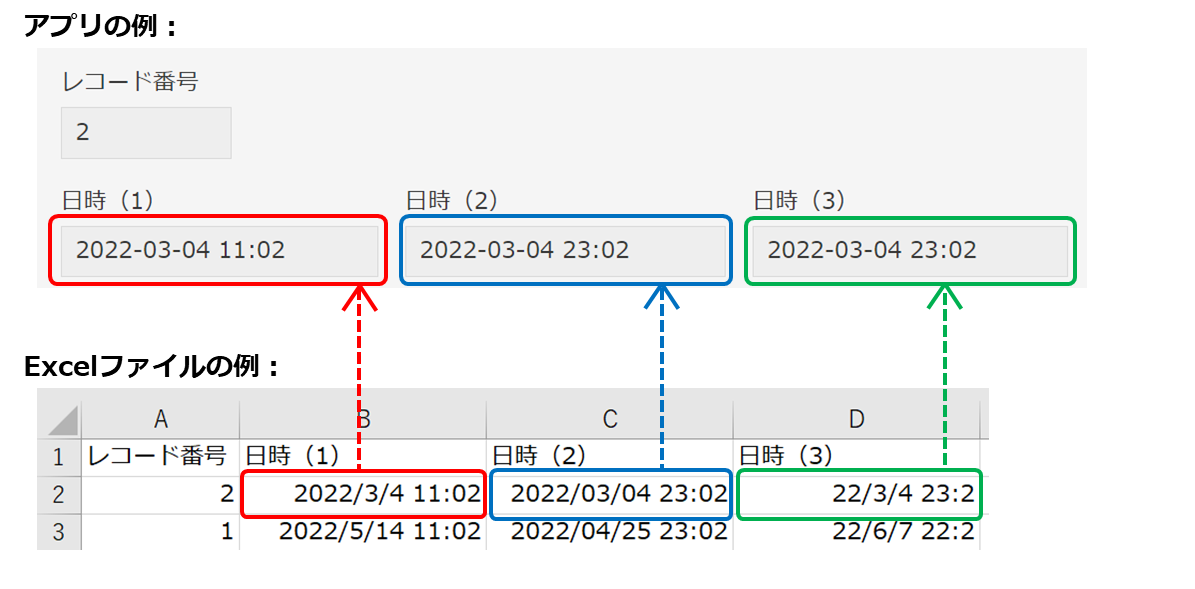 アプリの例：
レコード番号
2
日時（1） 日時（2） 日時（3）
2022-03-04 11:02 2022-03-04 23:02 2022-03-04 23:02
Excelファイルの例：
A B C D
1 レコード番号 日時（1） 日時（2） 日時（3）
2 2 2022/3/4 11:02 2022/03/04 23:02 22/3/4 23:2
3 1 2022/5/14 11:02 2022/04/25 23:02 22/6/7 22:2